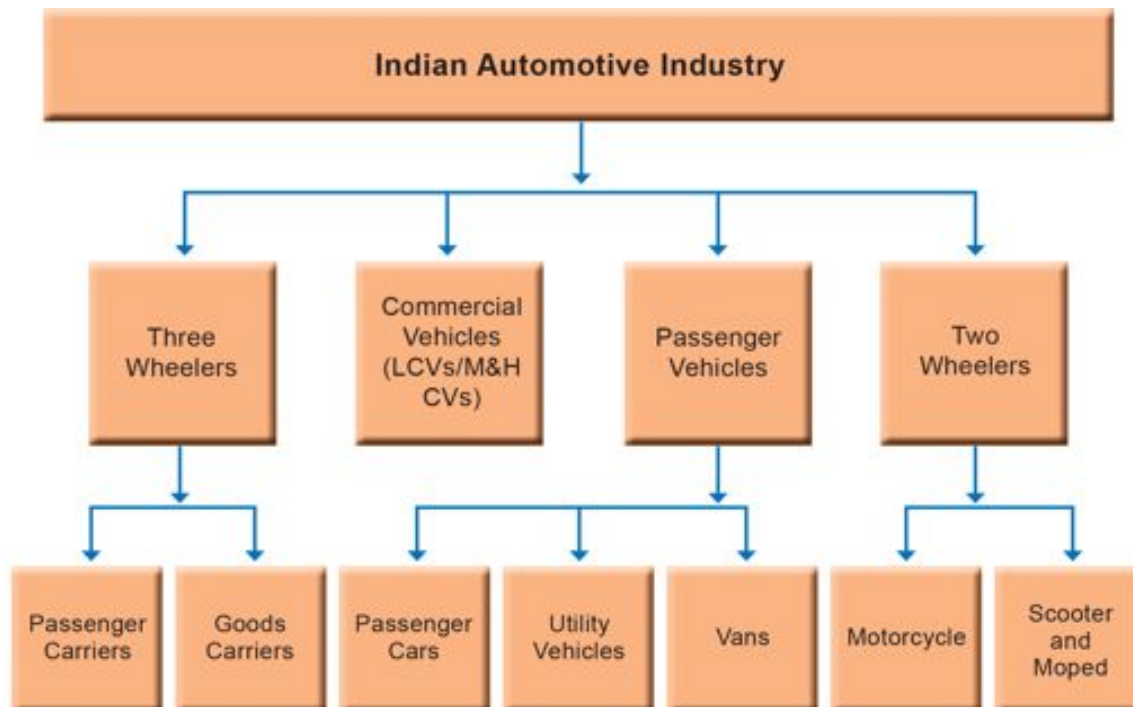 Indian Automotive Industry
Three
Wheelers
Commercial
Vehicles
(LCVs/M&H
CVs)
Passenger
Vehicles
Two
Wheelers
Passenger
Carriers
Goods
Carriers
Passenger
Cars
Utility
Vehicles
Vans
Motorcycle
Scooter
and
Moped